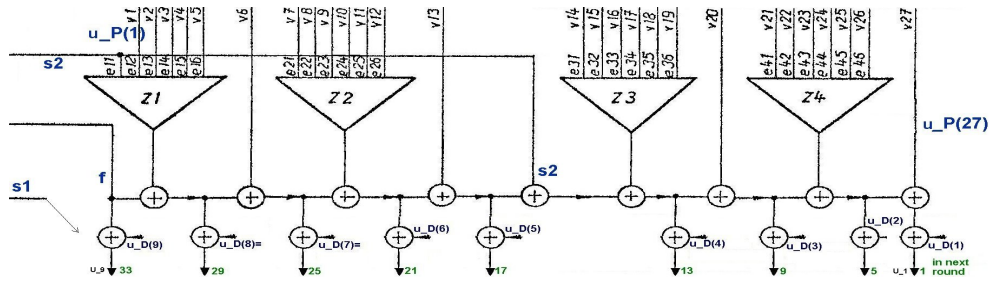 v1 v2 v3 v4 v5 v6 v7 v8 v9 v10 v11 v12 v13 v14 v15 v16 v17 v18 v19 v20 v21 v22 v23 v24 v25 v26 v27
u_P(1)
s2
e11 e12 e13 e14 e15 e16 e21 e22 e23 e24 e25 e26 e31 e32 e33 e34 e35 e36 e41 e42 e43 e44 e45 e46
Z1 Z2 Z3 Z4
u_P(27)
s2
f
s1
u_D(9) u_D(8)= u_D(7)= u_D(6) u_D(5) u_D(4) u_D(3) u_D(2) u_D(1)
U_9 33 29 25 21 17 13 9 5 U_1 1 in next
round